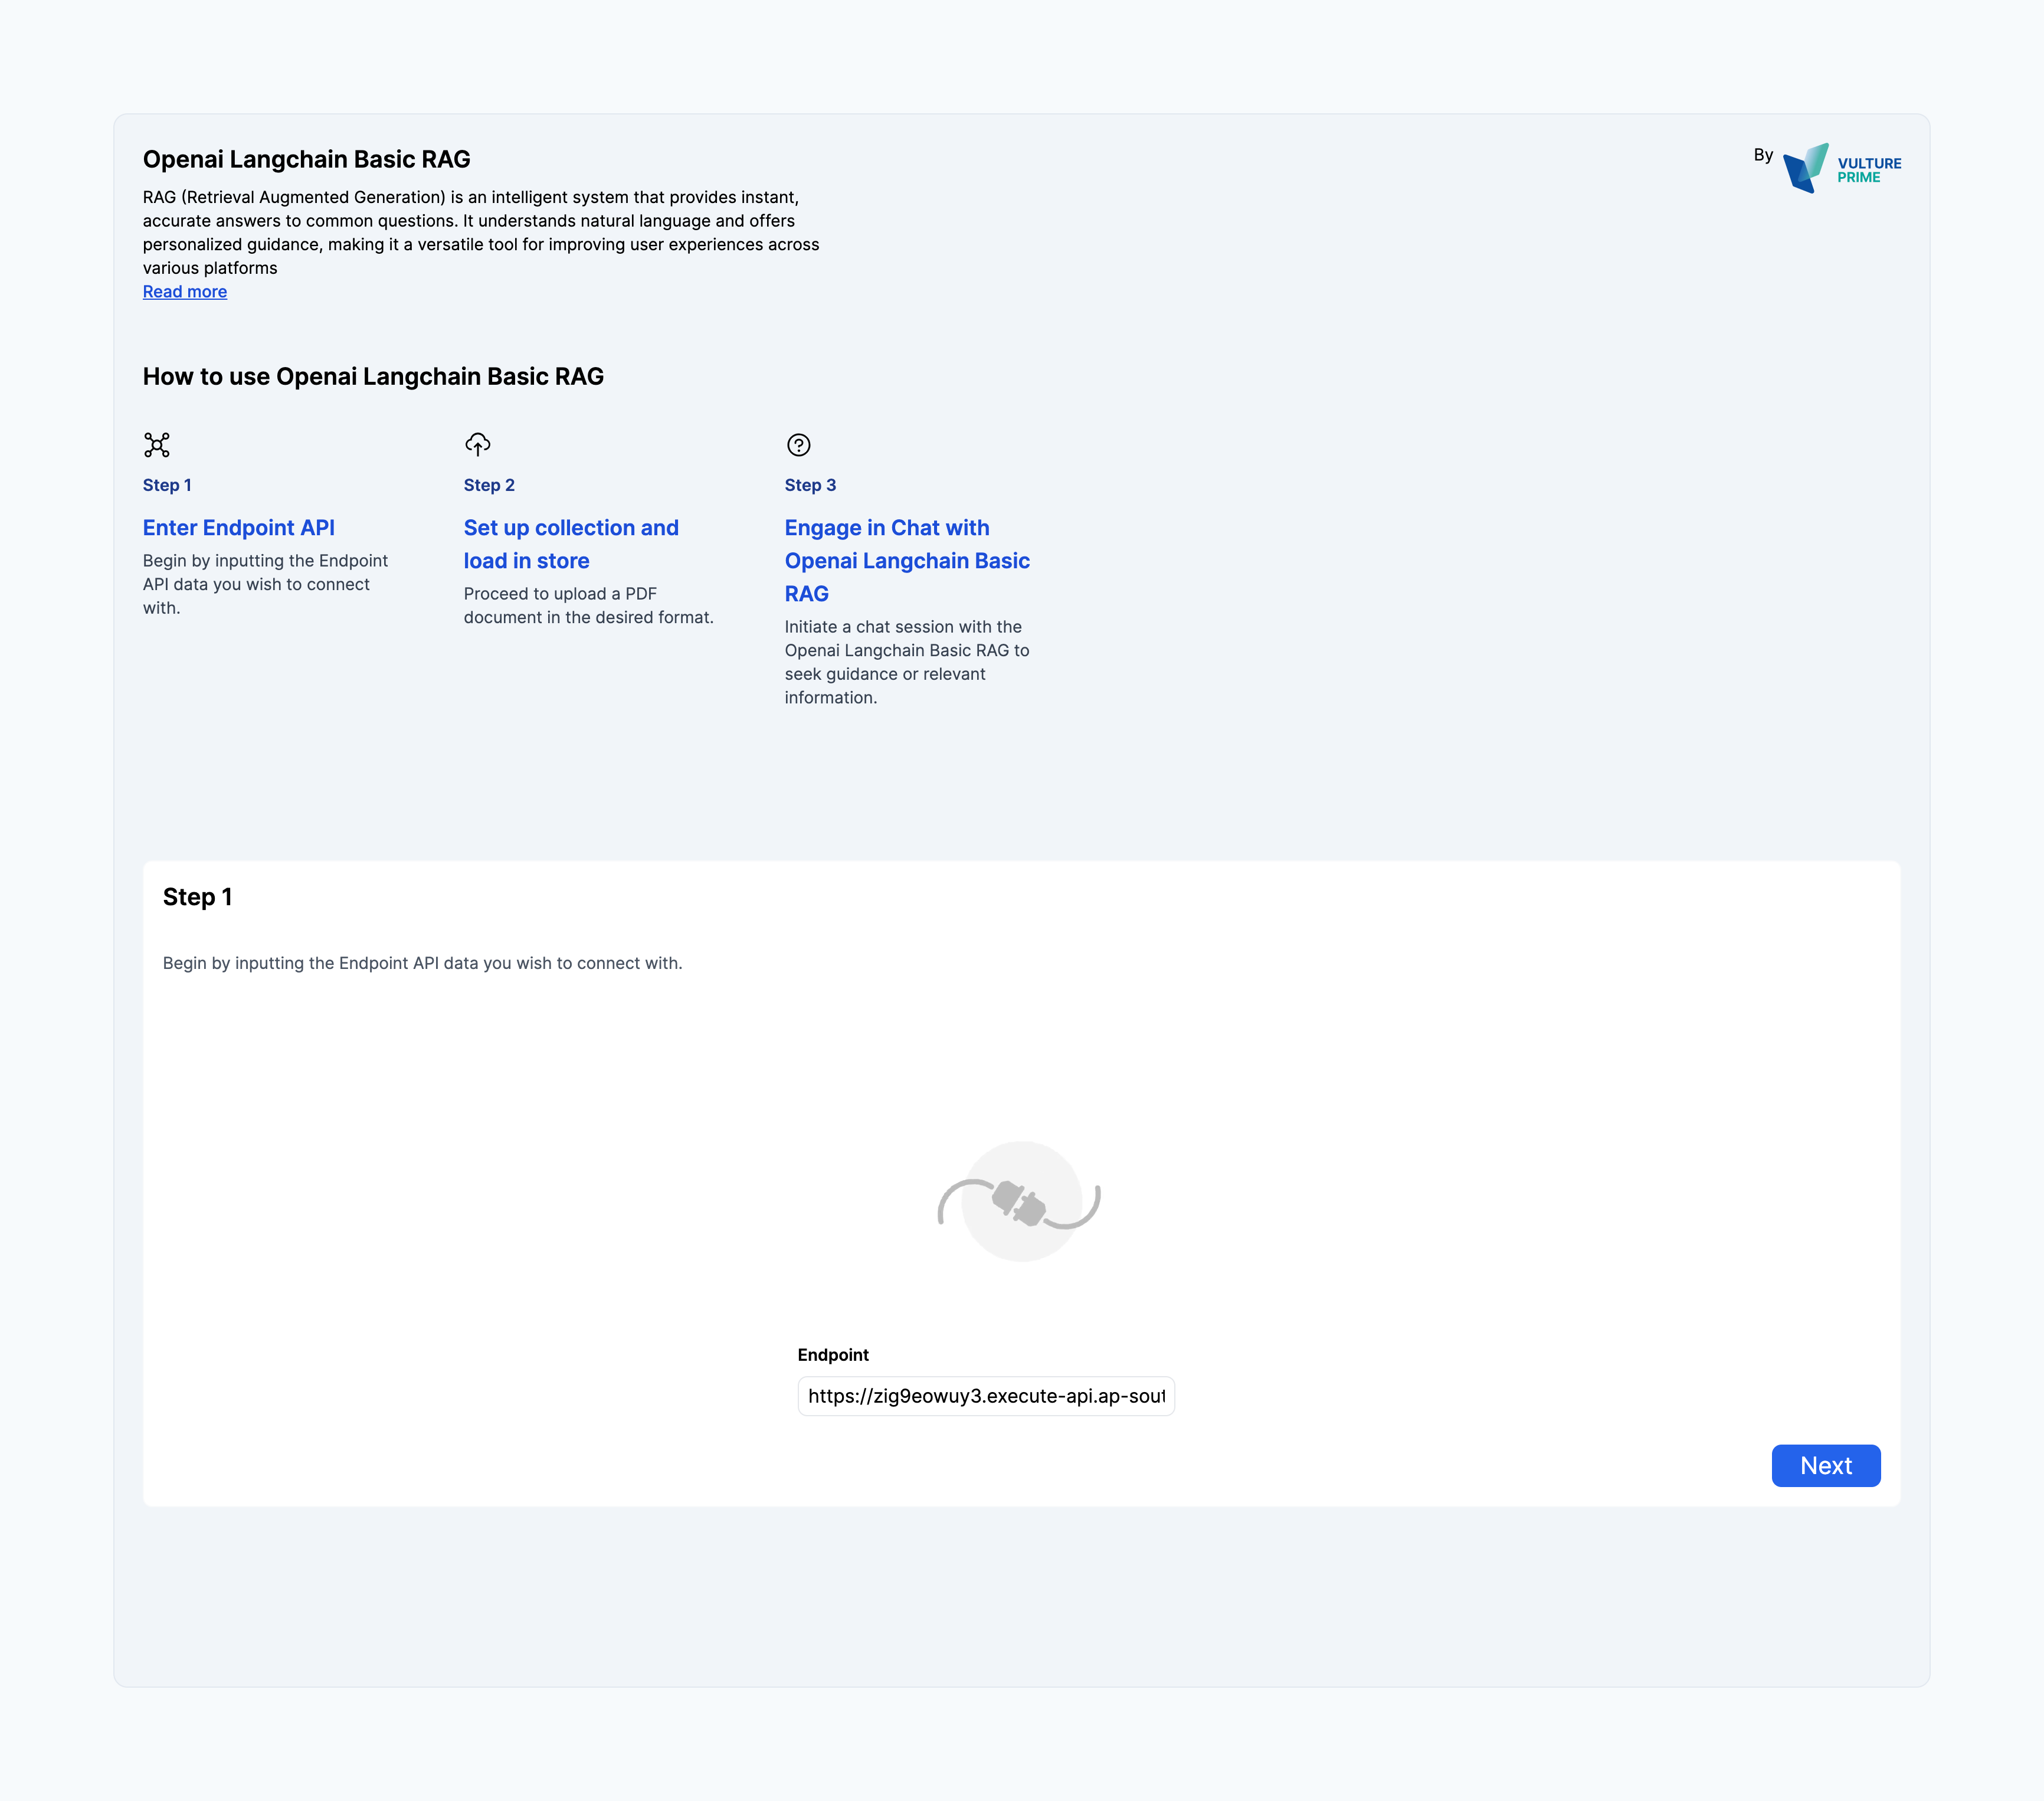 Openai Langchain Basic RAG
By
VULTURE
PRIME
RAG (Retrieval Augmented Generation) is an intelligent system that provides instant,
accurate answers to common questions. It understands natural language and offers
personalized guidance, making it a versatile tool for improving user experiences across
various platforms
Read more
How to use Openai Langchain Basic RAG
Step 1
Enter Endpoint API
Begin by inputting the Endpoint
API data you wish to connect
with.
Step 2
Set up collection and
load in store
Proceed to upload a PDF
document in the desired format.
Step 3
Engage in Chat with
Openai Langchain Basic
RAG
Initiate a chat session with the
Openai Langchain Basic RAG to
seek guidance or relevant
information.
Step 1
Begin by inputting the Endpoint API data you wish to connect with.
Endpoint
https://zig9eowuy3.execute-api.ap-sout
Next